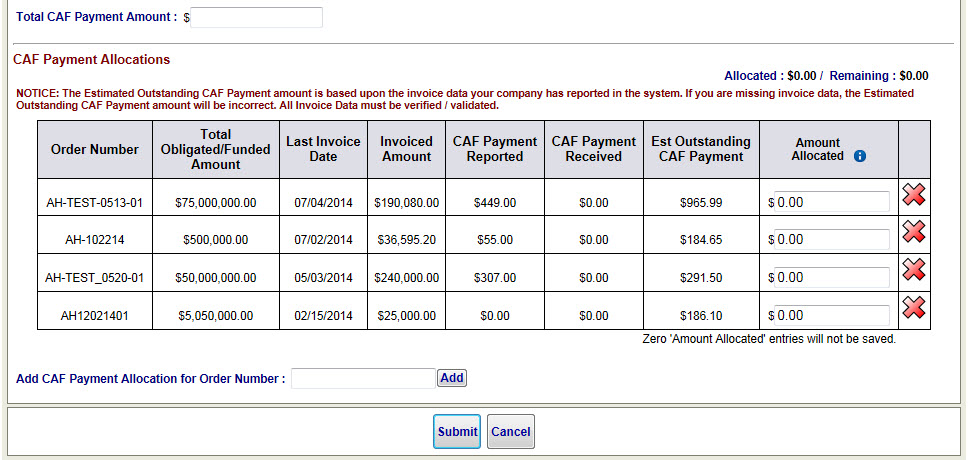 Total CAF Payment Amount : $
CAF Payment Allocations
Allocated : $0.00 / Remaining : $0.00
NOTICE: The Estimated Outstanding CAF Payment amount is based upon the invoice data your company has reported in the system. If you are missing invoice data, the Estimated
Outstanding CAF Payment amount will be incorrect. All Invoice Data must be verified / validated.
Order Number Total Obligated/Funded Amount Last Invoice Date Invoiced Amount CAF Payment Reported CAF Payment Received Est Outstanding CAF Payment Amount Allocated i
AH-TEST-0513-01 $75,000,000.00 07/04/2014 $190,080.00 $449.00 $0.00 $965.99 $ 0.00
AH-102214 $500,000.00 07/02/2014 $36,595.20 $55.00 $0.00 $184.65 $ 0.00
AH-TEST_0520-01 $50,000,000.00 05/03/2014 $240,000.00 $307.00 $0.00 $291.50 $ 0.00
AH12021401 $5,050,000.00 02/15/2014 $25,000.00 $0.00 $0.00 $186.10 $ 0.00
Zero 'Amount Allocated' entries will not be saved.
Add CAF Payment Allocation for Order Number : Add
Submit Cancel